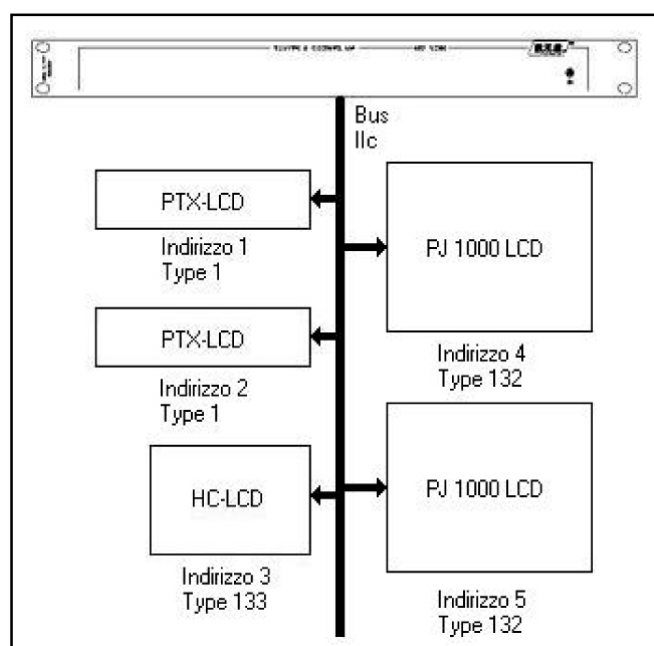 R.V.R.
Bus
IIc
PTX-LCD
Indirizzo 1
Type 1
PJ 1000 LCD
Indirizzo 4
Type 132
PTX-LCD
Indirizzo 2
Type 1
HC-LCD
Indirizzo 3
Type 133
PJ 1000 LCD
Indirizzo 5
Type 132